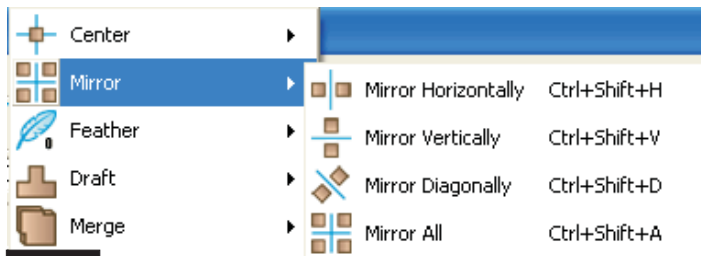 Center
Mirror
Feather
0
Draft
Merge
Mirror Horizontally Ctrl+Shift+H
Mirror Vertically Ctrl+Shift+V
Mirror Diagonally Ctrl+Shift+D
Mirror All Ctrl+Shift+A